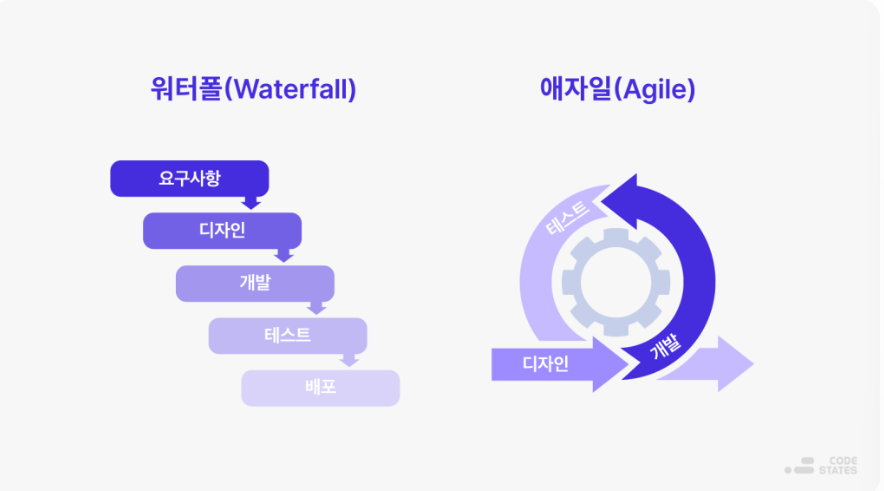 워터폴(Waterfall)
요구사항
디자인
개발
테스트
배포
애자일(Agile)
테스트
개발
디자인
CODE
STATES